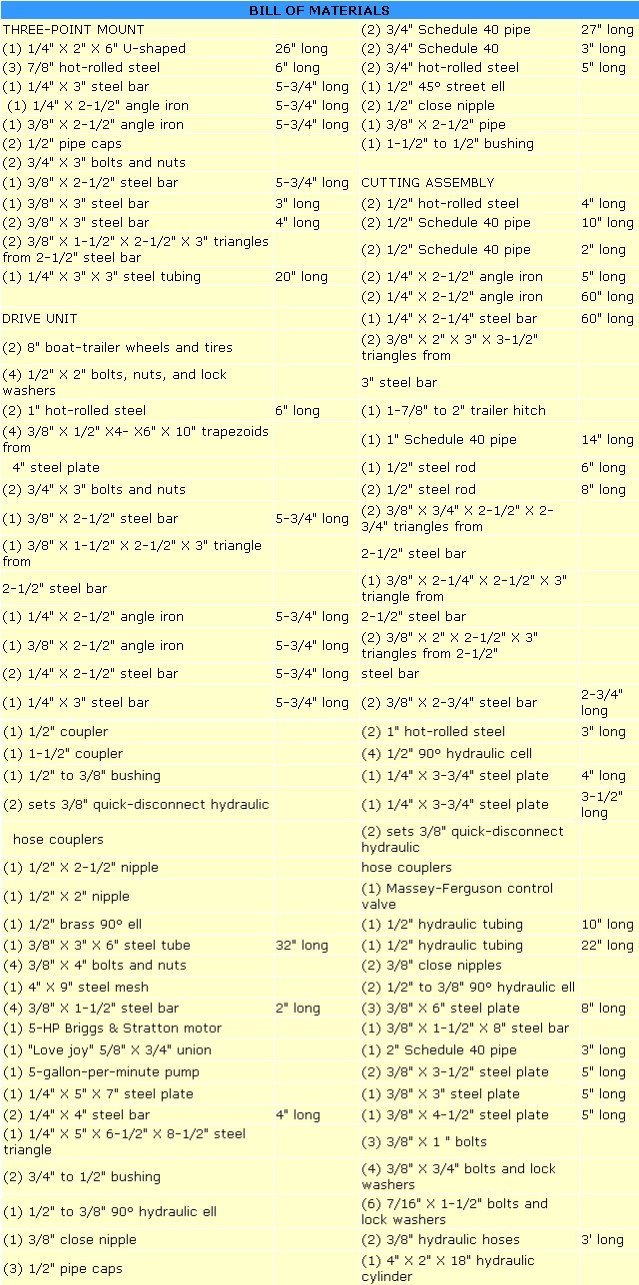 BILL OF MATERIALS
THREE-POINT MOUNT
(1) 1/4" X 2" X 6" U-shaped 26" long
(3) 7/8" hot-rolled steel 6" long
(1) 1/4" X 3" steel bar 5-3/4" long
(1) 1/4" X 2-1/2" angle iron 5-3/4" long
(1) 3/8" X 2-1/2" angle iron 5-3/4" long
(2) 1/2" pipe caps
(2) 3/4" X 3" bolts and nuts
(1) 3/8" X 2-1/2" steel bar 5-3/4" long
(1) 3/8" X 3" steel bar 3" long
(2) 3/8" X 3" steel bar 4" long
(2) 3/8" X 1-1/2" X 2-1/2" X 3" triangles
from 2-1/2" steel bar
(1) 1/4" X 3" X 3" steel tubing 20" long
DRIVE UNIT
(2) 8" boat-trailer wheels and tires
(4) 1/2" X 2" bolts, nuts, and lock
washers
(2) 1" hot-rolled steel 6" long
(4) 3/8" X 1/2" X4- X6" X 10" trapezoids
from
4" steel plate
(2) 3/4" X 3" bolts and nuts
(1) 3/8" X 2-1/2" steel bar 5-3/4" long
(1) 3/8" X 1-1/2" X 2-1/2" X 3" triangle
from
2-1/2" steel bar
(1) 1/4" X 2-1/2" angle iron 5-3/4" long
(1) 3/8" X 2-1/2" angle iron 5-3/4" long
(2) 1/4" X 2-1/2" steel bar 5-3/4" long
(1) 1/4" X 3" steel bar 5-3/4" long
(1) 1/2" coupler
(1) 1-1/2" coupler
(1) 1/2" to 3/8" bushing
(2) sets 3/8" quick-disconnect hydraulic
hose couplers
(1) 1/2" X 2-1/2" nipple
(1) 1/2" X 2" nipple
(1) 1/2" brass 90º ell
(1) 3/8" X 3" X 6" steel tube 32" long
(4) 3/8" X 4" bolts and nuts
(1) 4" X 9" steel mesh
(4) 3/8" X 1-1/2" steel bar 2" long
(1) 5-HP Briggs & Stratton motor
(1) "Love joy" 5/8" X 3/4" union
(1) 5-gallon-per-minute pump
(1) 1/4" X 5" X 7" steel plate
(2) 1/4" X 4" steel bar 4" long
(1) 1/4" X 5" X 6-1/2" X 8-1/2" steel
triangle
(2) 3/4" to 1/2" bushing
(1) 1/2" to 3/8" 90º hydraulic ell
(1) 3/8" close nipple
(3) 1/2" pipe caps
(2) 3/4" Schedule 40 pipe 27" long
(2) 3/4" Schedule 40 3" long
(2) 3/4" hot-rolled steel 5" long
(1) 1/2" 45º street ell
(2) 1/2" close nipple
(1) 3/8" X 2-1/2" pipe
(1) 1-1/2" to 1/2" bushing
CUTTING ASSEMBLY
(2) 1/2" hot-rolled steel 4" long
(2) 1/2" Schedule 40 pipe 10" long
(2) 1/2" Schedule 40 pipe 2" long
(2) 1/4" X 2-1/2" angle iron 5" long
(2) 1/4" X 2-1/2" angle iron 60" long
(1) 1/4" X 2-1/4" steel bar 60" long
(2) 3/8" X 2" X 3" X 3-1/2"
triangles from
3" steel bar
(1) 1-7/8" to 2" trailer hitch
(1) 1" Schedule 40 pipe 14" long
(1) 1/2" steel rod 6" long
(2) 1/2" steel rod 8" long
(2) 3/8" X 3/4" X 2-1/2" X 2-
3/4" triangles from
2-1/2" steel bar
(1) 3/8" X 2-1/4" X 2-1/2" X 3"
triangle from
2-1/2" steel bar
(2) 3/8" X 2" X 2-1/2" X 3"
triangles from 2-1/2"
steel bar
(2) 3/8" X 2-3/4" steel bar 2-3/4"
long
(2) 1" hot-rolled steel 3" long
(4) 1/2" 90º hydraulic cell
(1) 1/4" X 3-3/4" steel plate 4" long
(1) 1/4" X 3-3/4" steel plate 3-1/2"
long
(2) sets 3/8" quick-disconnect
hydraulic
hose couplers
(1) Massey-Ferguson control
valve
(1) 1/2" hydraulic tubing 10" long
(1) 1/2" hydraulic tubing 22" long
(2) 3/8" close nipples
(2) 1/2" to 3/8" 90º hydraulic ell
(3) 3/8" X 6" steel plate 8" long
(1) 3/8" X 1-1/2" X 8" steel bar
(1) 2" Schedule 40 pipe 3" long
(2) 3/8" X 3-1/2" steel plate 5" long
(1) 3/8" X 3" steel plate 5" long
(1) 3/8" X 4-1/2" steel plate 5" long
(3) 3/8" X 1 " bolts
(4) 3/8" X 3/4" bolts and lock
washers
(6) 7/16" X 1-1/2" bolts and
lock washers
(2) 3/8" hydraulic hoses 3' long
(1) 4" X 2" X 18" hydraulic
cylinder